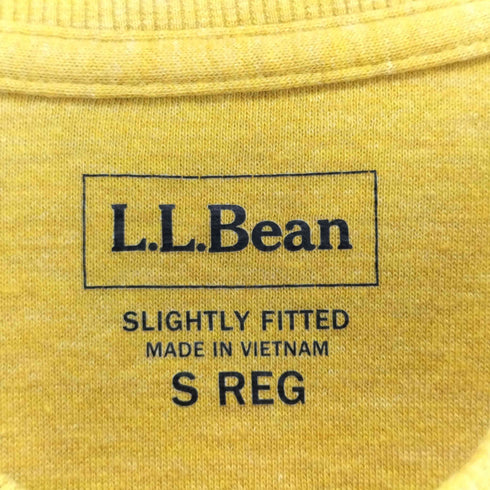 L.L.Bean
SLIGHTLY FITTED
MADE IN VIETNAM
S REG